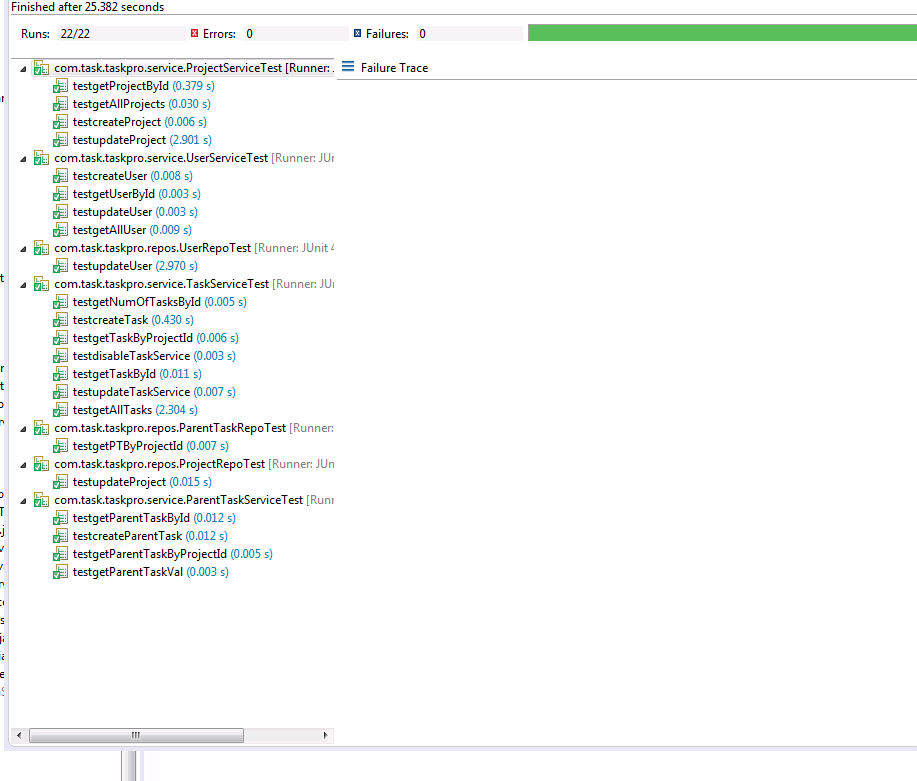 Finished after 25.382 seconds
Runs: 22/22 Errors: 0 Failures: 0
com.task.taskpro.service.ProjectServiceTest [Runner: Failure Trace
testgetProjectById (0.379 s)
testgetAllProjects (0.030 s)
testcreateProject (0.006 s)
testupdateProject (2.901 s)
com.task.taskpro.service.UserServiceTest [Runner: JUr
testcreateUser (0.008 s)
testgetUserById (0.003 s)
testupdateUser (0.003 s)
testgetAllUser (0.009 s)
com.task.taskpro.repos.UserRepoTest [Runner: JUnit 4
testupdateUser (2.970 s)
com.task.taskpro.service.TaskServiceTest [Runner: JUr
testgetNumOfTasksById (0.005 s)
testcreateTask (0.430 s)
testgetTaskByProjectId (0.006 s)
testdisableTaskService (0.003 s)
testgetTaskById (0.011 s)
testupdateTaskService (0.007 s)
testgetAllTasks (2.304 s)
com.task.taskpro.repos.ParentTaskRepoTest [Runner:
testgetPTByProjectId (0.007 s)
com.task.taskpro.repos.ProjectRepoTest [Runner: JUn
testupdateProject (0.015 s)
com.task.taskpro.service.ParentTaskServiceTest [Runn
testgetParentTaskById (0.012 s)
testcreateParentTask (0.012 s)
testgetParentTaskByProjectId (0.005 s)
testgetParentTaskVal (0.003 s)